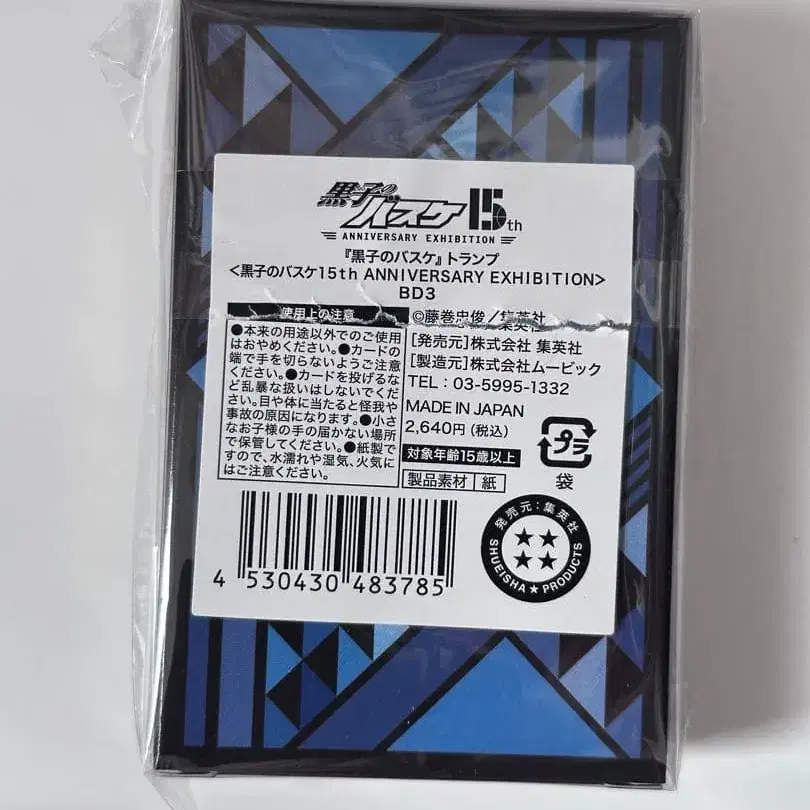 黒子のバスケ 15th
ANNIVERSARY EXHIBITION
『黒子のバスケ』トランプ
<黒子のバスケ15th ANNIVERSARY EXHIBITION>
BD3
使用上の注意
●本来の用途以外でのご使用
はおやめください。●カードの
端で手を切らないようご注意
ください。●カードを投げるな
ど乱暴な扱いはしないでくだ
さい。目や体に当たると怪我や
事故の原因になります。●小さ
なお子様の手の届かない場所
で保管してください。●紙製で
すので、水濡れや湿気、火気に
はご注意ください。
©藤巻忠俊／集英社
[発売元]株式会社 集英社
[製造元]株式会社ムービック
TEL：03-5995-1332
MADE IN JAPAN
2,640円(税込)
対象年齢15歳以上
製品素材 紙
プラ
袋
4 530430 483785
発売元：集英社
SHUEISHA★PRODUCTS